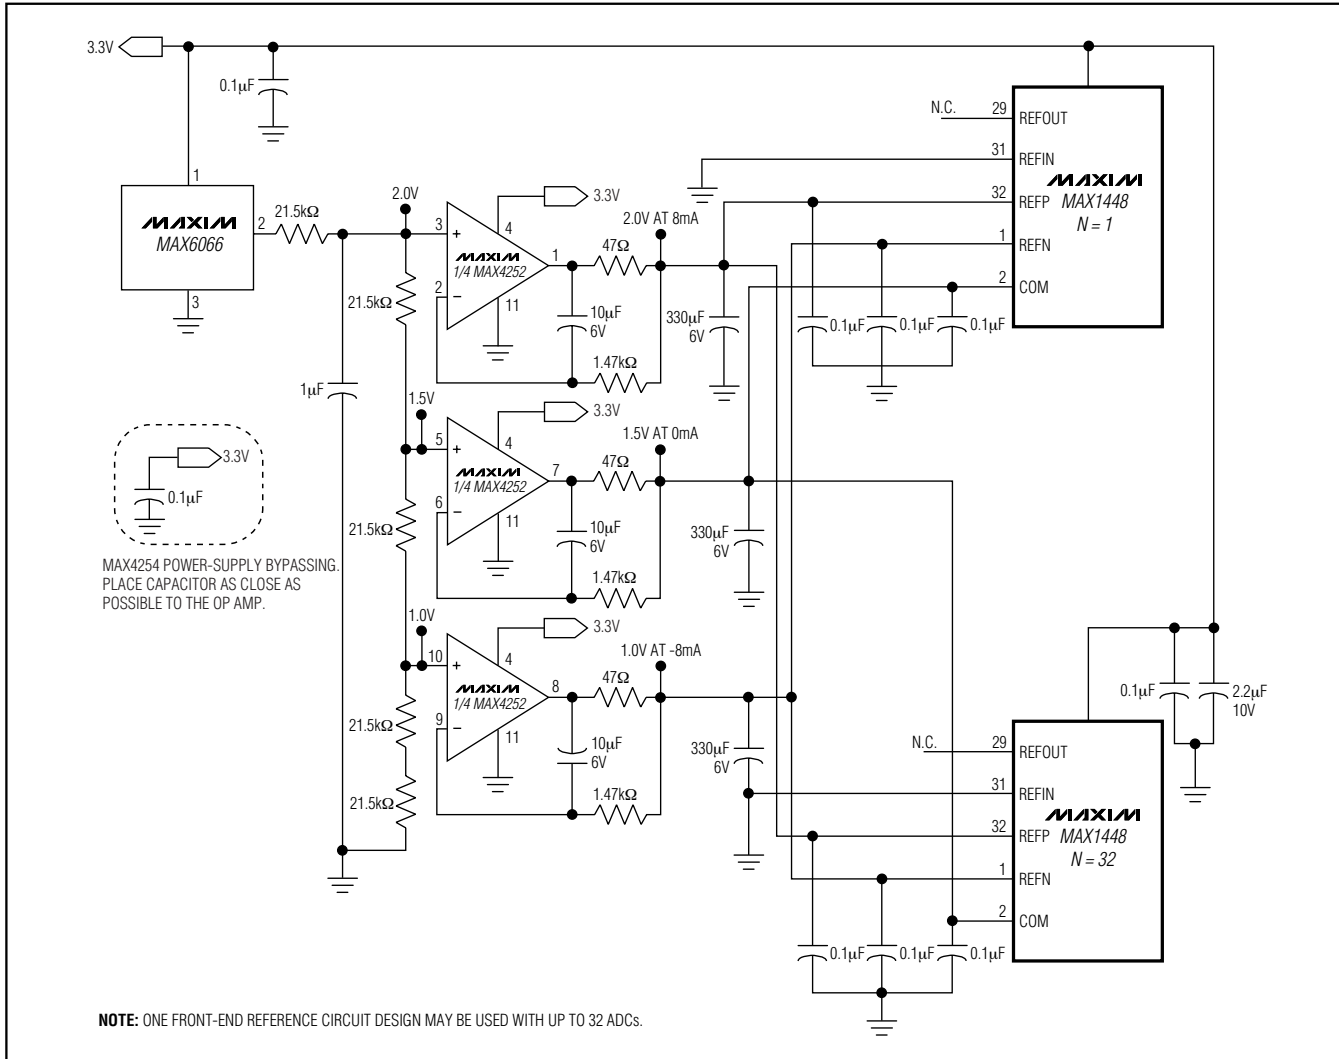 3.3V
0.1µF
MAXIM
MAX6066
1
2
3
21.5kΩ
1µF
2.0V
21.5kΩ
1.5V
21.5kΩ
1.0V
21.5kΩ
21.5kΩ
3.3V
0.1µF
MAX4254 POWER-SUPPLY BYPASSING.
PLACE CAPACITOR AS CLOSE AS
POSSIBLE TO THE OP AMP.
3
+
2
−
4
3.3V
MAXIM
1/4 MAX4252
11
1
47Ω
10µF
6V
1.47kΩ
2.0V AT 8mA
330µF
6V
5
+
6
−
4
3.3V
MAXIM
1/4 MAX4252
11
7
47Ω
10µF
6V
1.47kΩ
1.5V AT 0mA
330µF
6V
10
+
9
−
4
3.3V
MAXIM
1/4 MAX4252
11
8
47Ω
10µF
6V
1.47kΩ
1.0V AT -8mA
330µF
6V
N.C.
29
REFOUT
31
REFIN
32
REFP
1
REFN
2
COM
MAXIM
MAX1448
N = 1
0.1µF
0.1µF
0.1µF
0.1µF
2.2µF
10V
N.C.
29
REFOUT
31
REFIN
32
REFP
1
REFN
2
COM
MAXIM
MAX1448
N = 32
0.1µF
0.1µF
0.1µF
NOTE: ONE FRONT-END REFERENCE CIRCUIT DESIGN MAY BE USED WITH UP TO 32 ADCs.